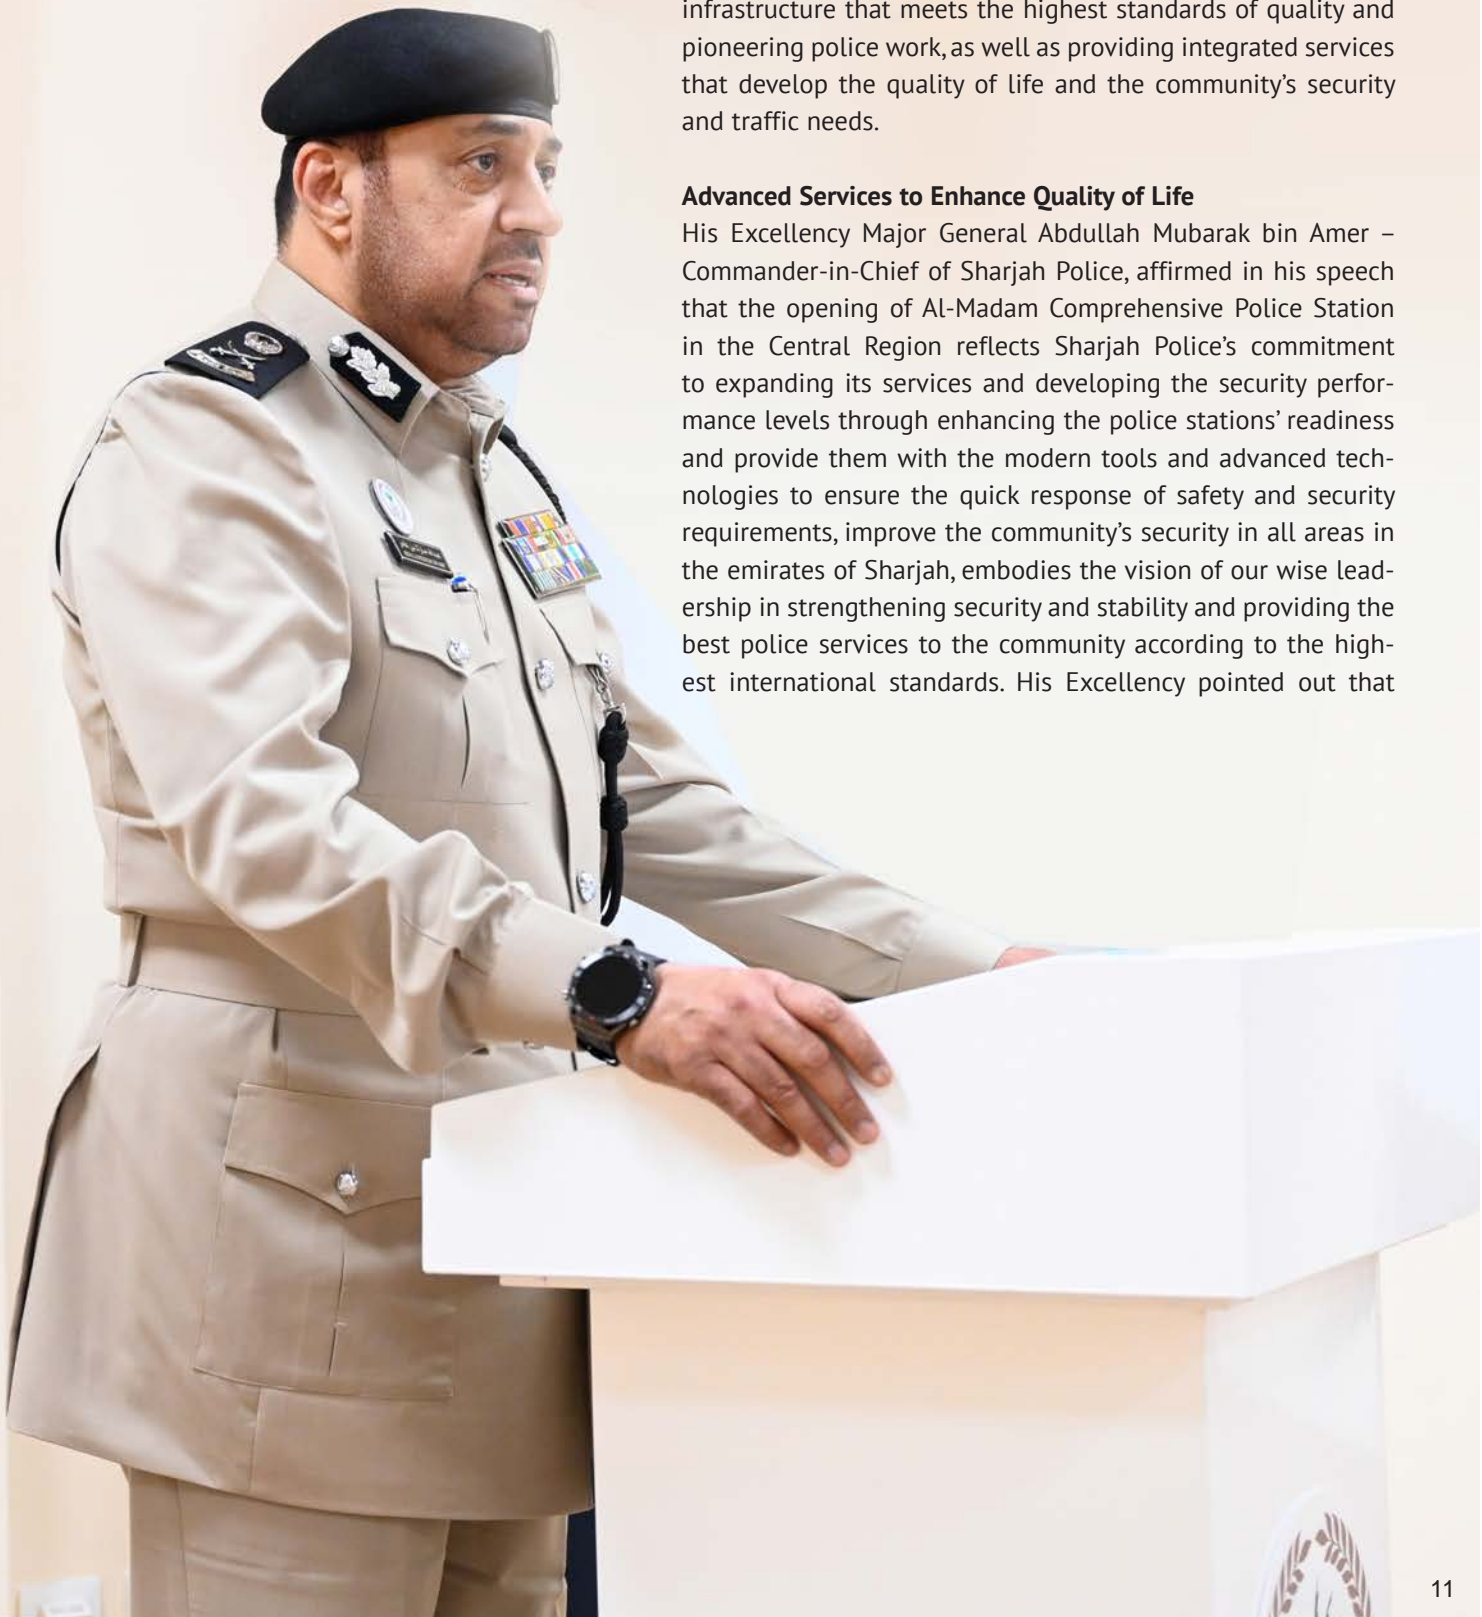 infrastructure that meets the highest standards of quality and
pioneering police work, as well as providing integrated services
that develop the quality of life and the community’s security
and traffic needs.
Advanced Services to Enhance Quality of Life
His Excellency Major General Abdullah Mubarak bin Amer –
Commander-in-Chief of Sharjah Police, affirmed in his speech
that the opening of Al-Madam Comprehensive Police Station
in the Central Region reflects Sharjah Police’s commitment
to expanding its services and developing the security perfor-
mance levels through enhancing the police stations’ readiness
and provide them with the modern tools and advanced tech-
nologies to ensure the quick response of safety and security
requirements, improve the community’s security in all areas in
the emirates of Sharjah, embodies the vision of our wise lead-
ership in strengthening security and stability and providing the
best police services to the community according to the high-
est international standards. His Excellency pointed out that
11